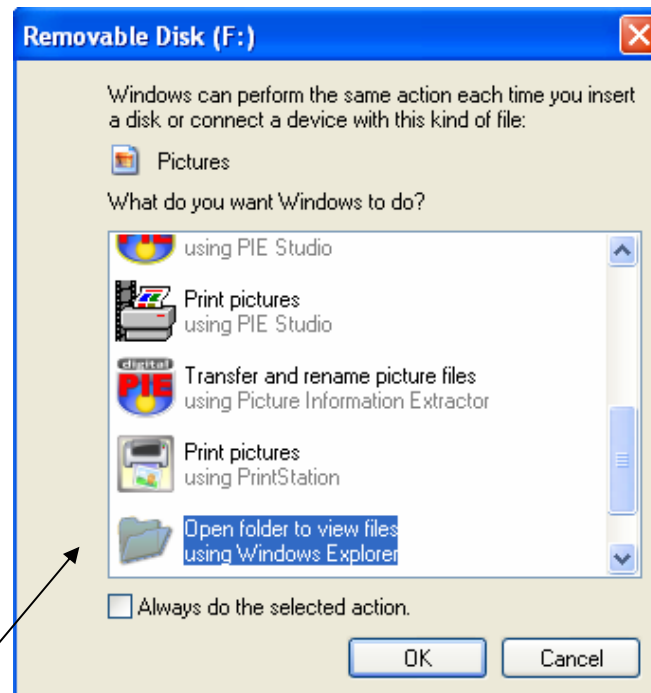 Removable Disk (F:)
Windows can perform the same action each time you insert
a disk or connect a device with this kind of file:
Pictures
What do you want Windows to do?
using PIE Studio
Print pictures
using PIE Studio
digital
PIE
Transfer and rename picture files
using Picture Information Extractor
Print pictures
using PrintStation
Open folder to view files
using Windows Explorer
Always do the selected action.
OK
Cancel